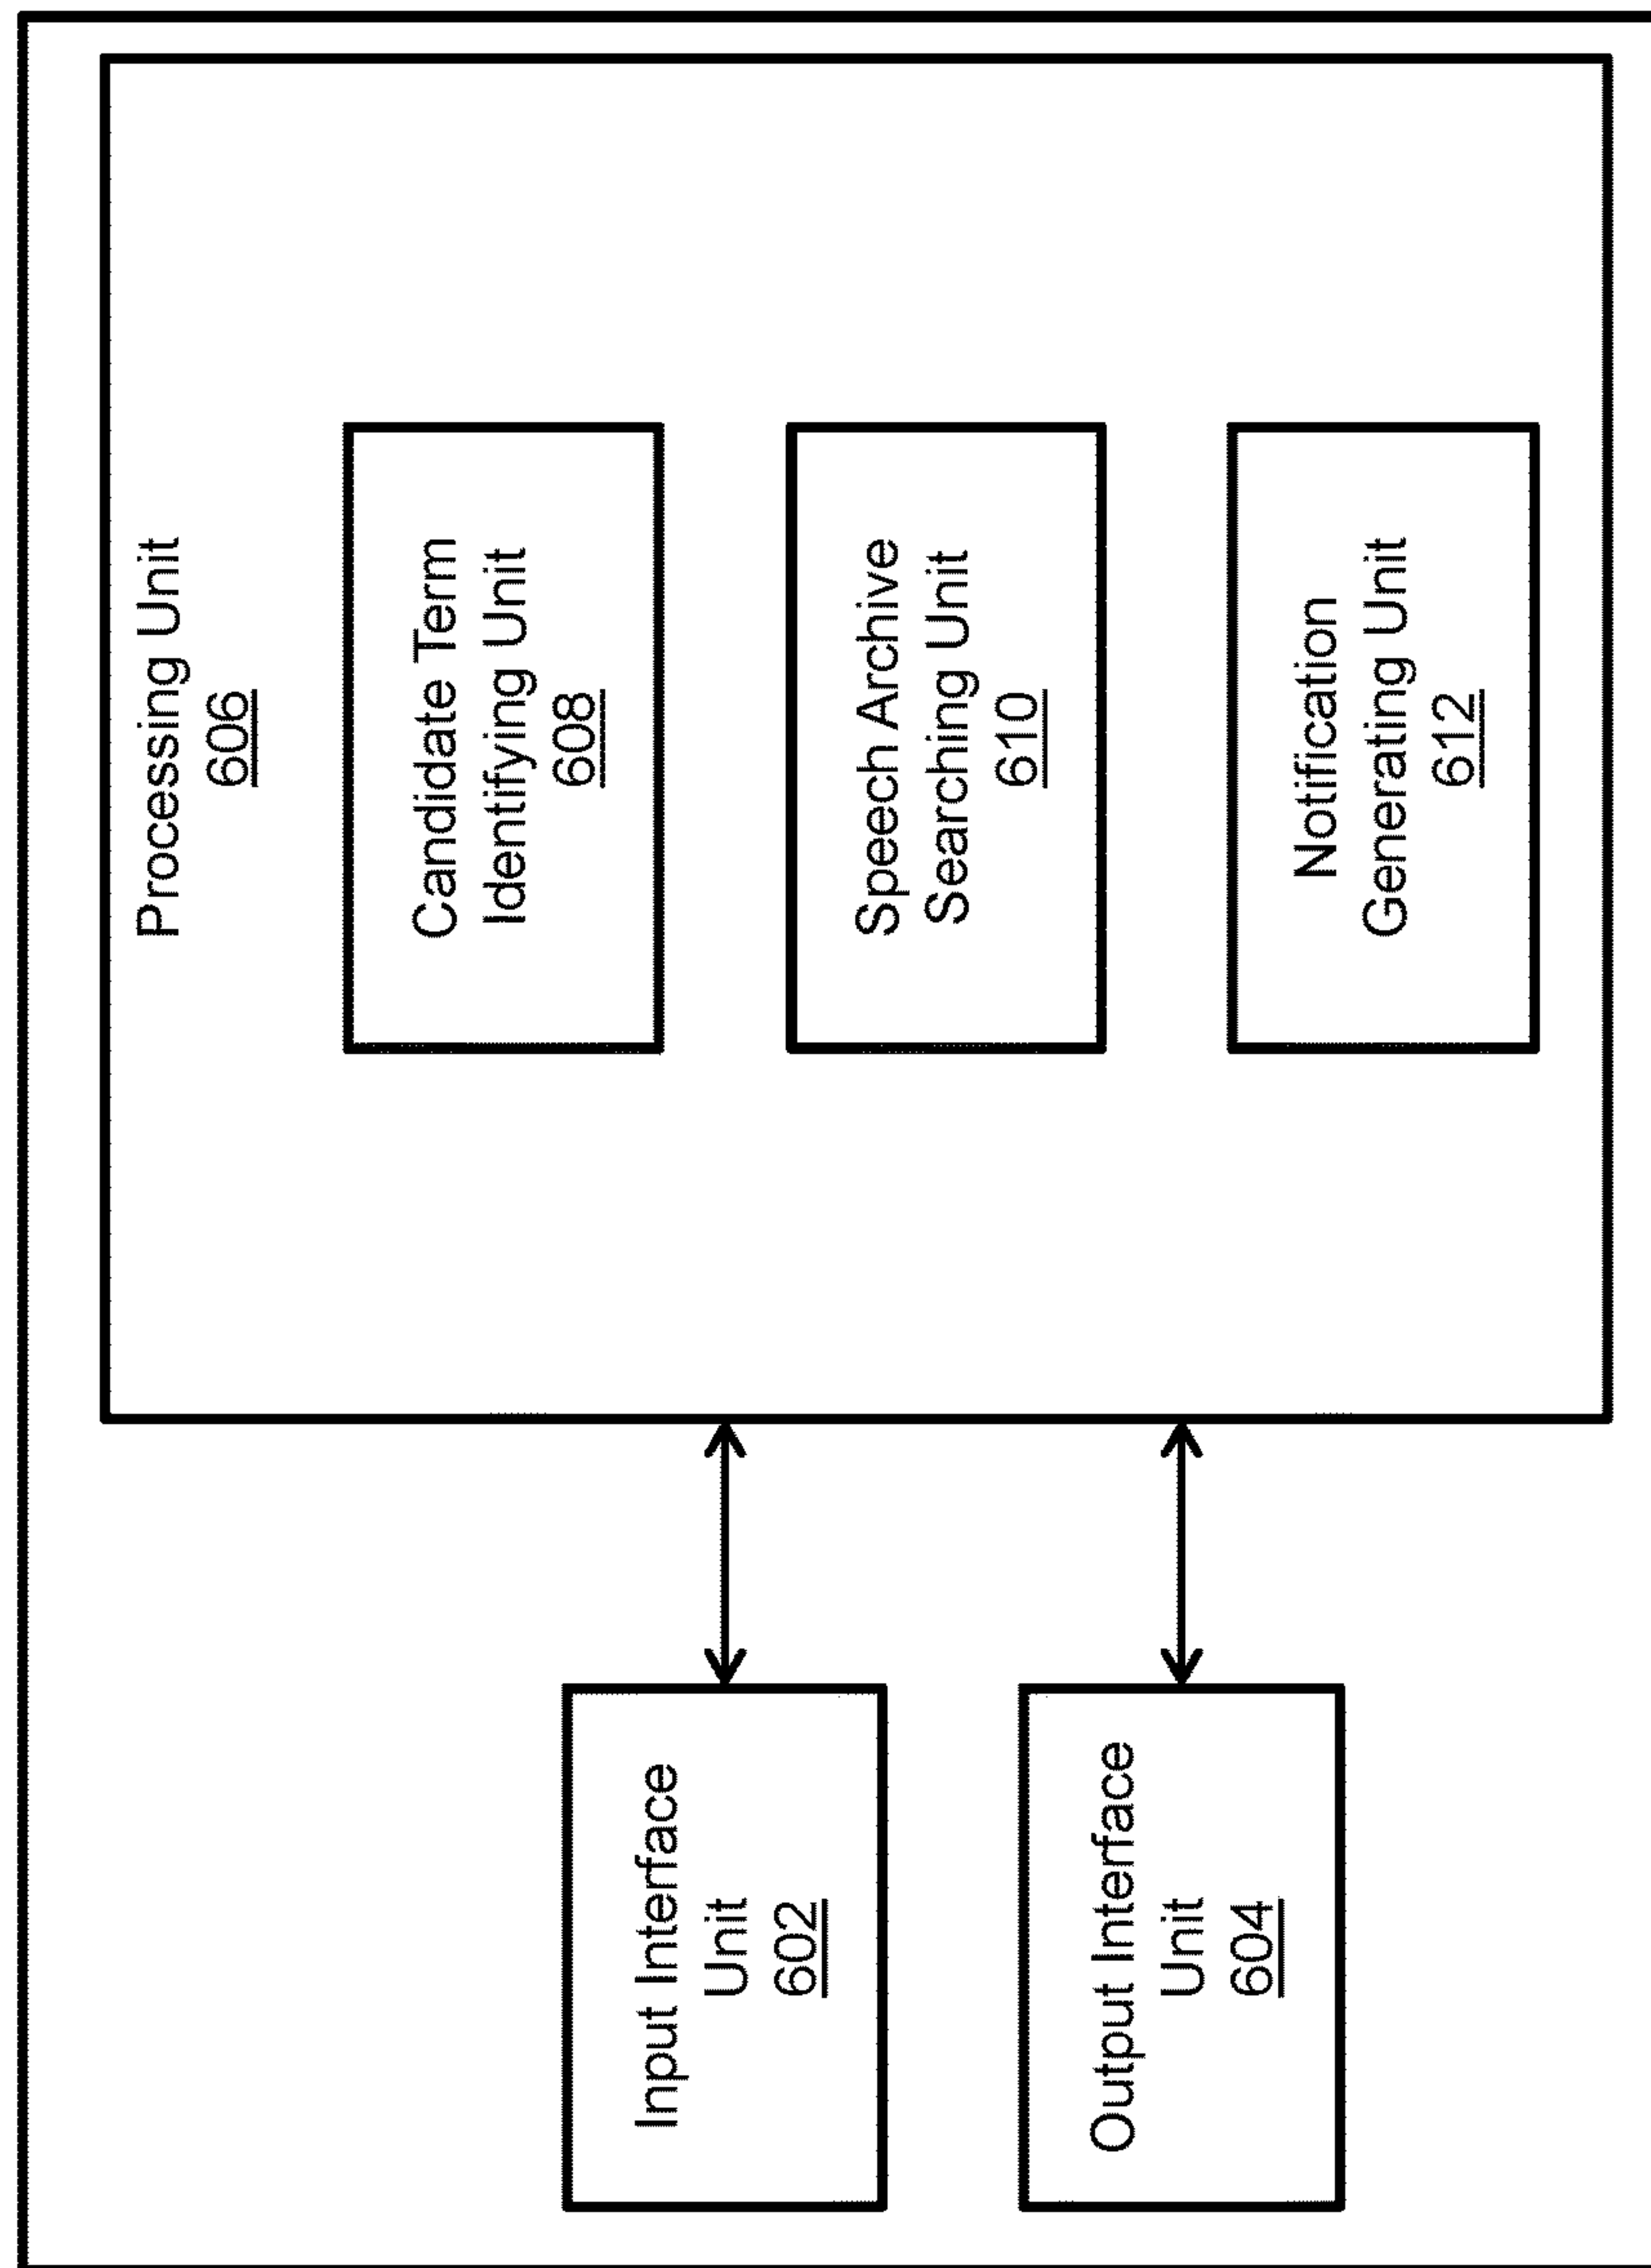 Input Interface
Unit
602
Output Interface
Unit
604
Processing Unit
606
Candidate Term
Identifying Unit
608
Speech Archive
Searching Unit
610
Notification
Generating Unit
612